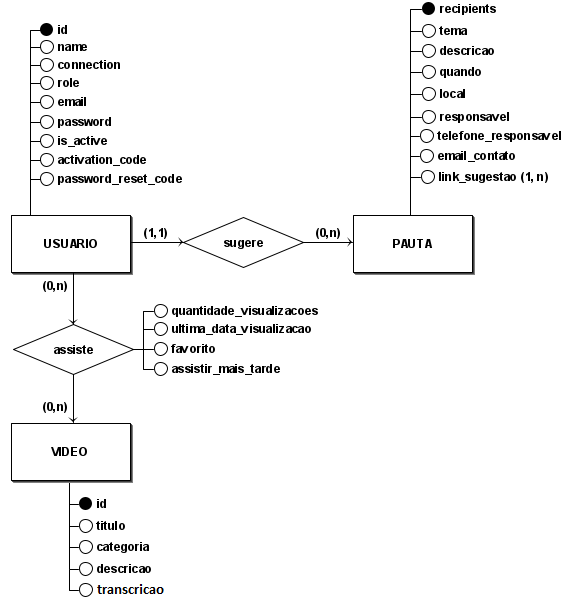 id
name
connection
role
email
password
is_active
activation_code
password_reset_code
recipients
tema
descricao
quando
local
responsavel
telefone_responsavel
email_contato
link_sugestao (1, n)
USUARIO
(1,1)
sugere
(0,n)
PAUTA
(0,n)
assiste
quantidade_visualizacoes
ultima_data_visualizacao
favorito
assistir_mais_tarde
(0,n)
VIDEO
id
titulo
categoria
descricao
transcricao